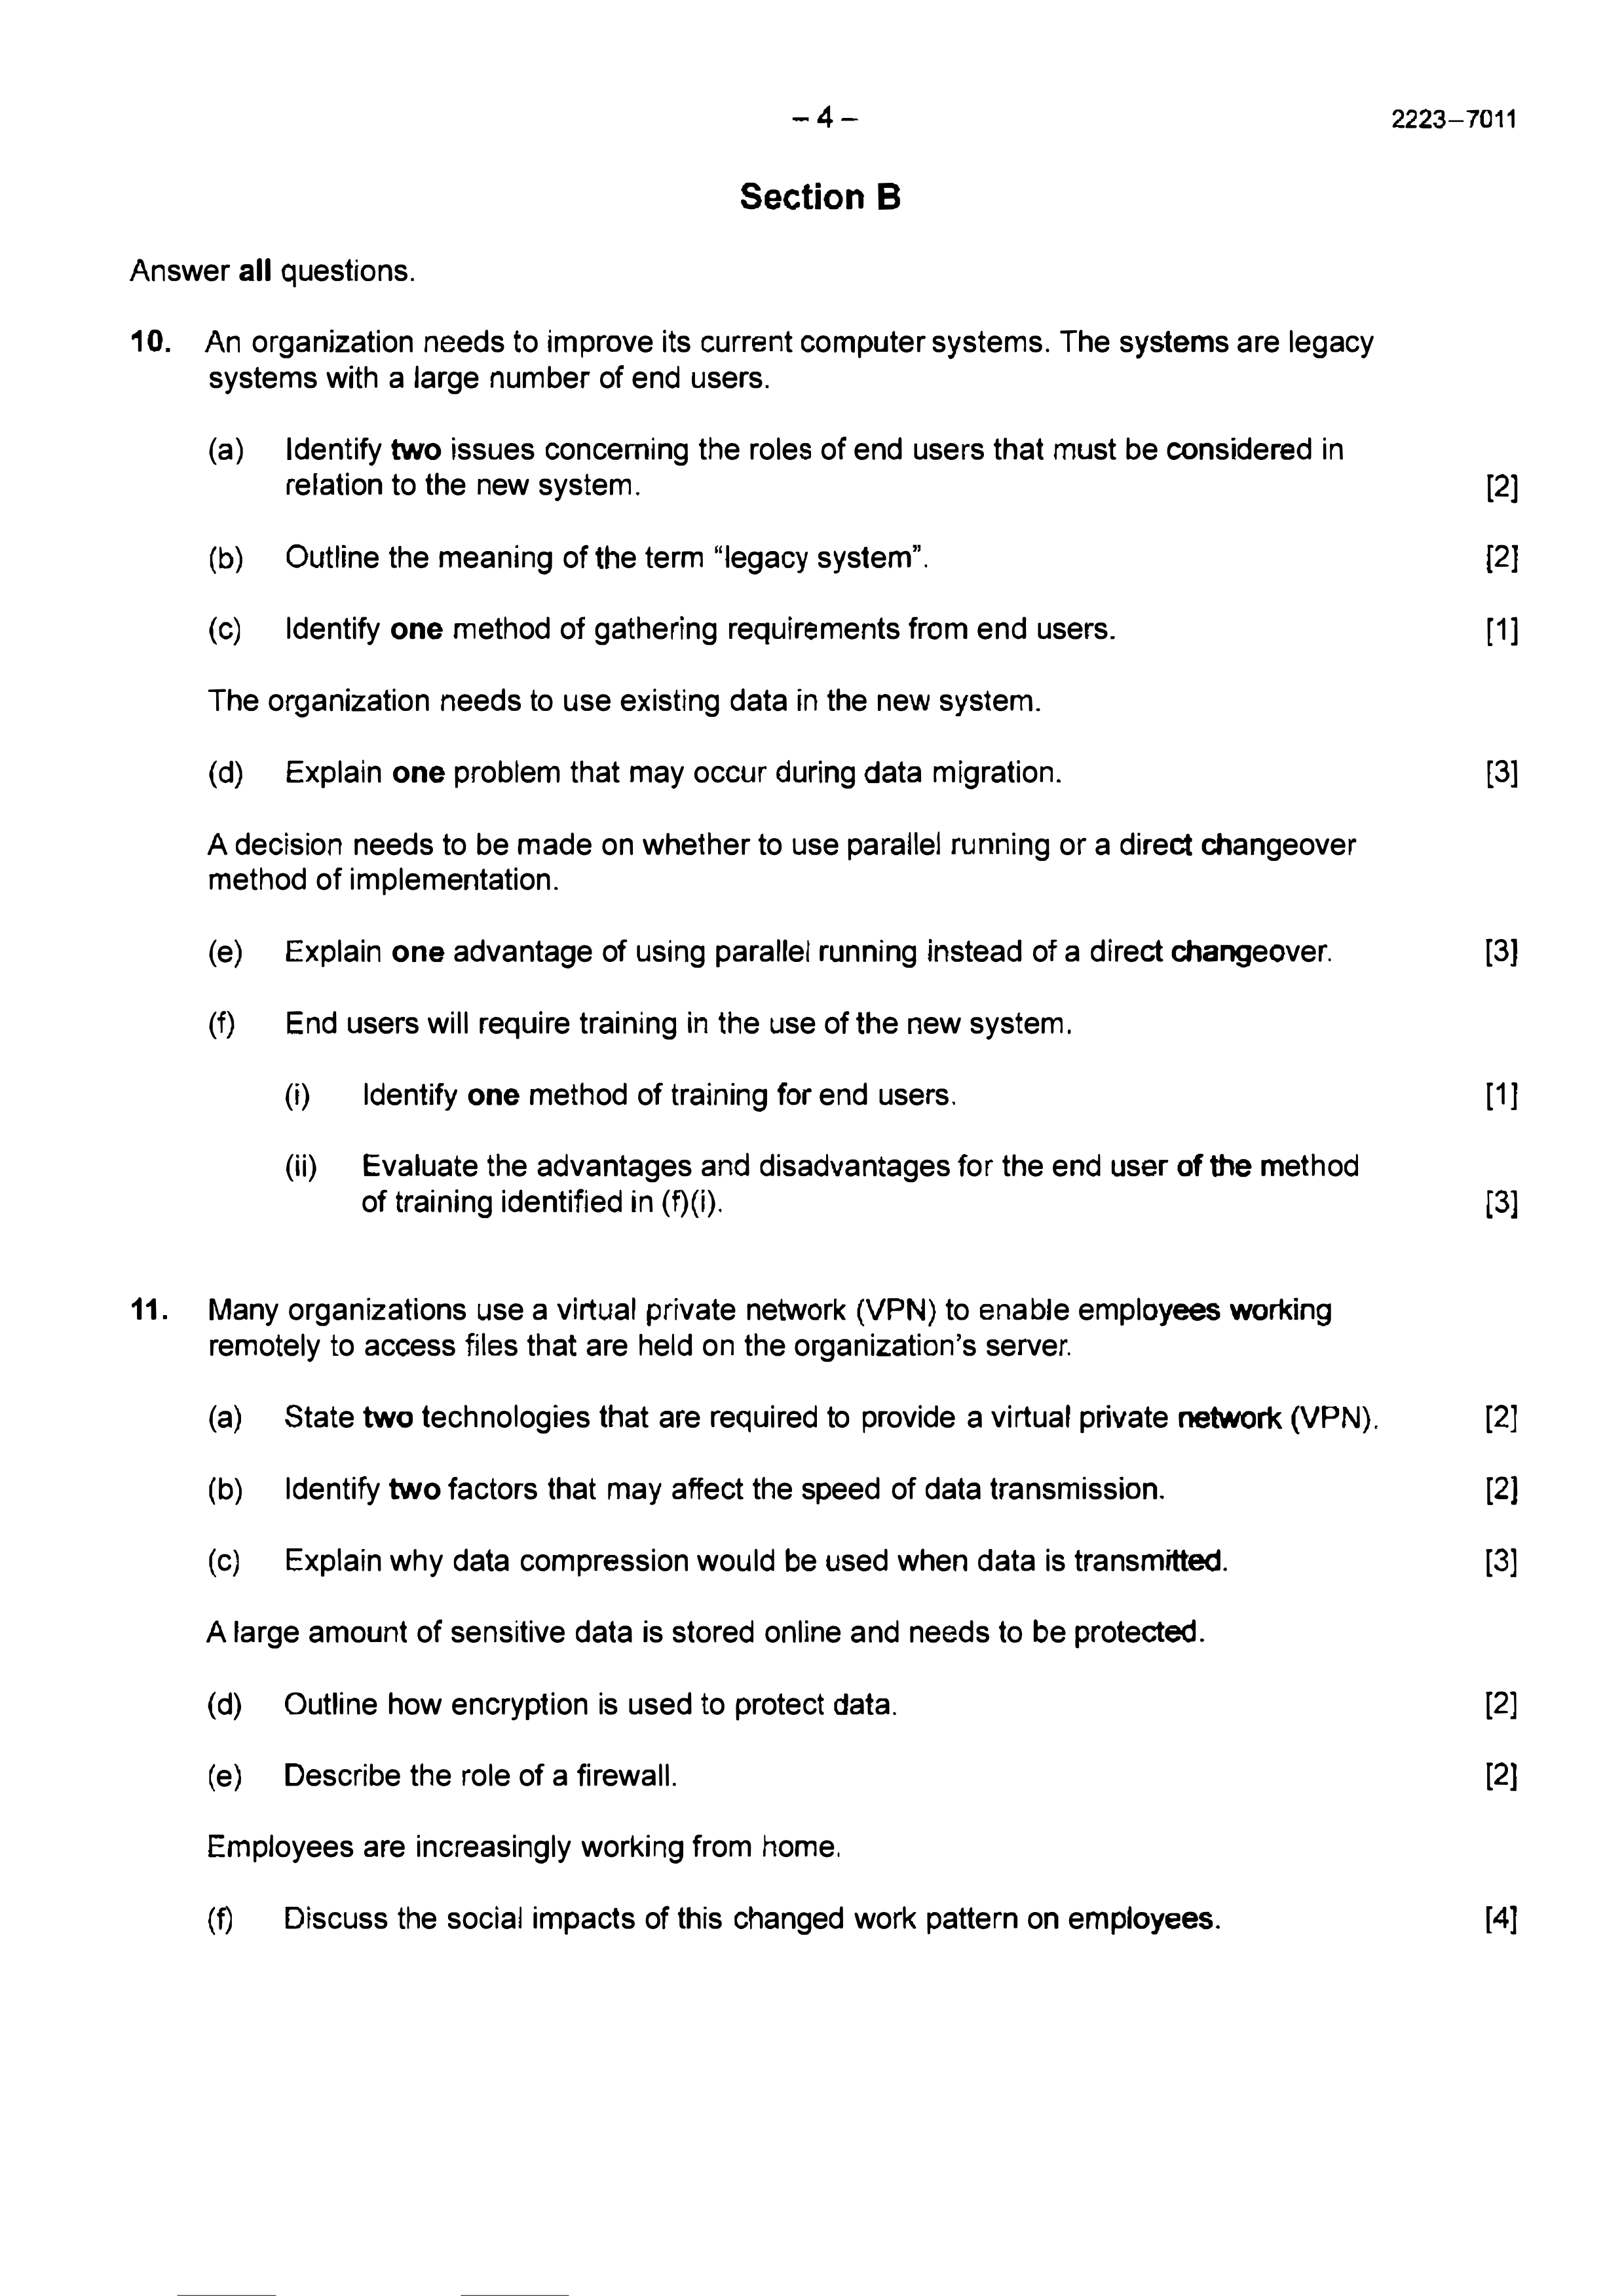 – 4 –
2223–7011
Section B
Answer all questions.
10. An organization needs to improve its current computer systems. The systems are legacy
systems with a large number of end users.
(a) Identify two issues concerning the roles of end users that must be considered in
relation to the new system. [2]
(b) Outline the meaning of the term “legacy system”. [2]
(c) Identify one method of gathering requirements from end users. [1]
The organization needs to use existing data in the new system.
(d) Explain one problem that may occur during data migration. [3]
A decision needs to be made on whether to use parallel running or a direct changeover
method of implementation.
(e) Explain one advantage of using parallel running instead of a direct changeover. [3]
(f) End users will require training in the use of the new system.
(i) Identify one method of training for end users. [1]
(ii) Evaluate the advantages and disadvantages for the end user of the method
of training identified in (f)(i). [3]
11. Many organizations use a virtual private network (VPN) to enable employees working
remotely to access files that are held on the organization’s server.
(a) State two technologies that are required to provide a virtual private network (VPN). [2]
(b) Identify two factors that may affect the speed of data transmission. [2]
(c) Explain why data compression would be used when data is transmitted. [3]
A large amount of sensitive data is stored online and needs to be protected.
(d) Outline how encryption is used to protect data. [2]
(e) Describe the role of a firewall. [2]
Employees are increasingly working from home.
(f) Discuss the social impacts of this changed work pattern on employees. [4]